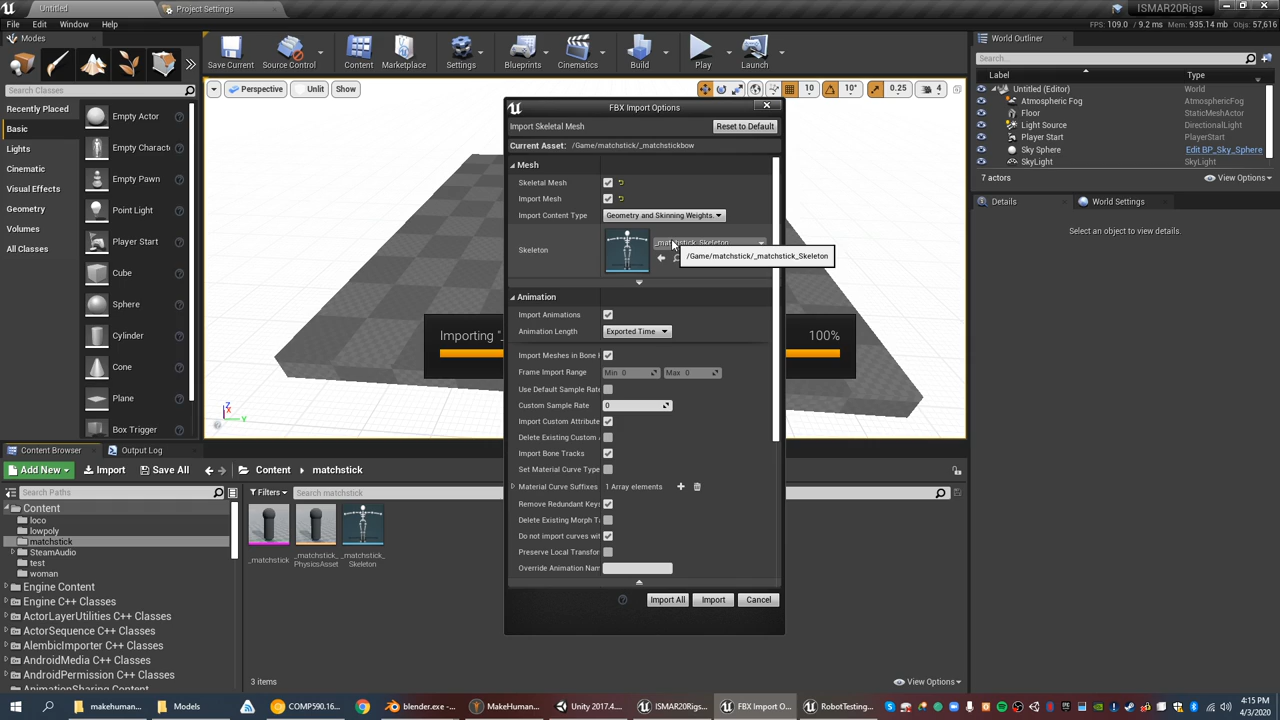 Untitled
Project Settings
ISMAR20Rigs
File Edit Window Help
FPS: 109.0 / 9.2 ms Mem: 935.14 mb Objs: 57,616
Modes
Search Classes
Recently Placed
Basic
Lights
Cinematic
Visual Effects
Geometry
Volumes
All Classes
Empty Actor
Empty Charact
Empty Pawn
Point Light
Player Start
Cube
Sphere
Cylinder
Cone
Plane
Box Trigger
Save Current
Source Control
Content
Marketplace
Settings
Blueprints
Cinematics
Build
Play
Launch
Perspective
Unlit
Show
10
10°
0.25
4
Z
X
Y
Importing "_
100%
FBX Import Options
Import Skeletal Mesh
Reset to Default
Current Asset: /Game/matchstick/_matchstickbow
Mesh
Skeletal Mesh
Import Mesh
Import Content Type Geometry and Skinning Weights.
Skeleton
_matchstick_Skeleton
/Game/matchstick/_matchstick_Skeleton
Animation
Import Animations
Animation Length Exported Time
Import Meshes in Bone
Frame Import Range Min 0 Max 0
Use Default Sample Rat
Custom Sample Rate 0
Import Custom Attribute
Delete Existing Custom
Import Bone Tracks
Set Material Curve Type
Material Curve Suffixes 1 Array elements
Remove Redundant Keys
Delete Existing Morph T
Do not import curves wit
Preserve Local Transfor
Override Animation Nam
Import All
Import
Cancel
World Outliner
Search...
Label Type
Untitled (Editor) World
Atmospheric Fog AtmosphericFog
Floor StaticMeshActor
Light Source DirectionalLight
Player Start PlayerStart
Sky Sphere Edit BP_Sky_Sphere
SkyLight SkyLight
7 actors
View Options
Details
World Settings
Select an object to view details.
Content Browser
Output Log
Add New
Import
Save All
Content
matchstick
Search Paths
Filters
Search matchstick
Content
loco
lowpoly
matchstick
SteamAudio
test
woman
Engine Content
Engine C++ Classes
ActorLayerUtilities C++ Classes
ActorSequence C++ Classes
AlembicImporter C++ Classes
AndroidMedia C++ Classes
AndroidPermission C++ Classes
AnimationSharing Content
_matchstick
_matchstick_
PhysicsAsset
_matchstick_
Skeleton
3 items
View Options
makehuman...
Models
COMP590.16...
blender.exe -...
MakeHuman...
Unity 2017.4....
ISMAR20Rigs...
FBX Import O...
RobotTesting...
4:15 PM
4/3/2020